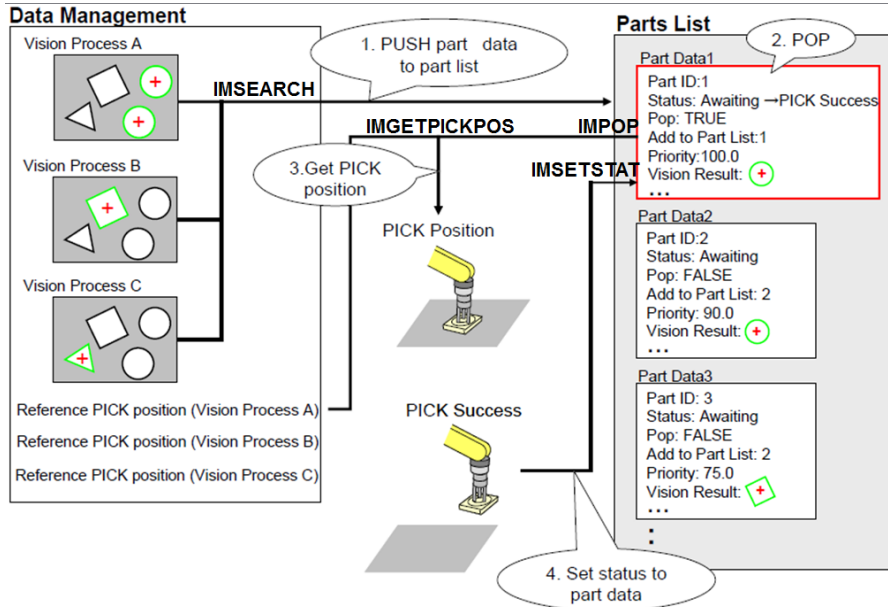 Data Management
Vision Process A
Vision Process B
Vision Process C
Reference PICK position (Vision Process A)
Reference PICK position (Vision Process B)
Reference PICK position (Vision Process C)
IMSEARCH
1. PUSH part data
to part list
IMGETPICKPOS
IMPOP
3.Get PICK
position
IMSETSTAT
PICK Position
PICK Success
4. Set status to
part data
Parts List
2. POP
Part Data1
Part ID:1
Status: Awaiting →PICK Success
Pop: TRUE
Add to Part List:1
Priority:100.0
Vision Result:
...
Part Data2
Part ID:2
Status: Awaiting
Pop: FALSE
Add to Part List: 2
Priority: 90.0
Vision Result:
...
Part Data3
Part ID: 3
Status: Awaiting
Pop: FALSE
Add to Part List: 2
Priority: 75.0
Vision Result:
...